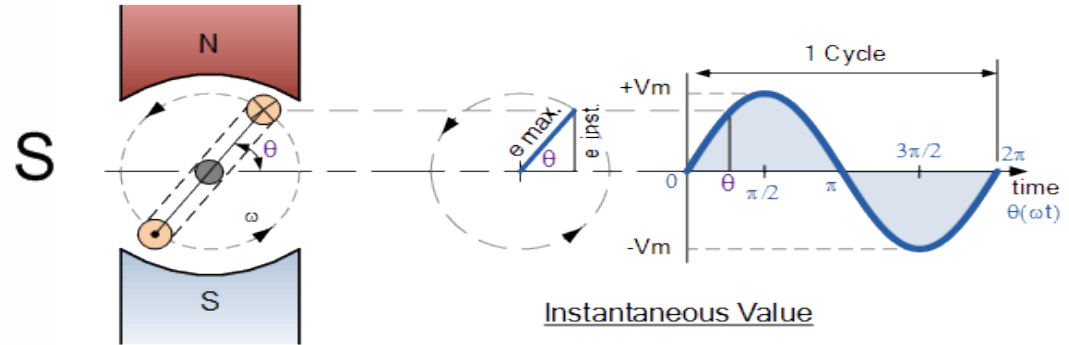 S
N
θ
ω
S
e max.
θ
e inst.
1 Cycle
+Vm
-Vm
0
θ
π/2
π
3π/2
2π
time
θ(ωt)
Instantaneous Value